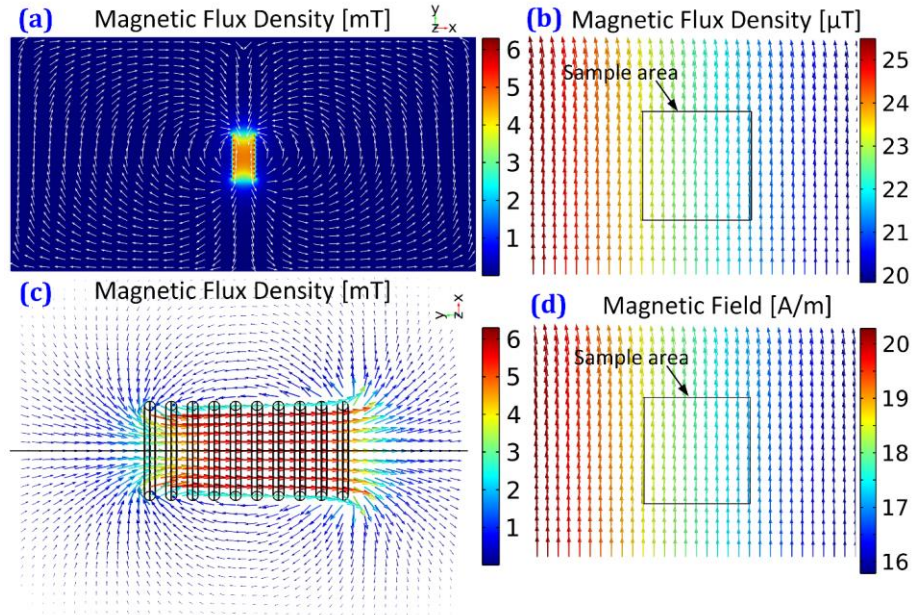 (a) Magnetic Flux Density [mT]
y
z x
6
5
4
3
2
1
(b) Magnetic Flux Density [μT]
Sample area
25
24
23
22
21
20
(c) Magnetic Flux Density [mT]
x
y z
6
5
4
3
2
1
(d) Magnetic Field [A/m]
Sample area
20
19
18
17
16